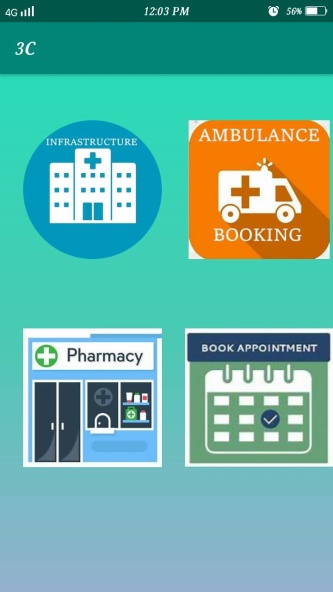 4G 12:03 PM 56%
3C
INFRASTRUCTURE
AMBULANCE
BOOKING
Pharmacy
BOOK APPOINTMENT